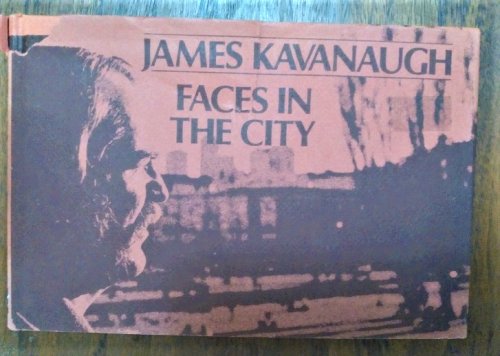 JAMES KAVANAUGH
FACES IN
THE CITY